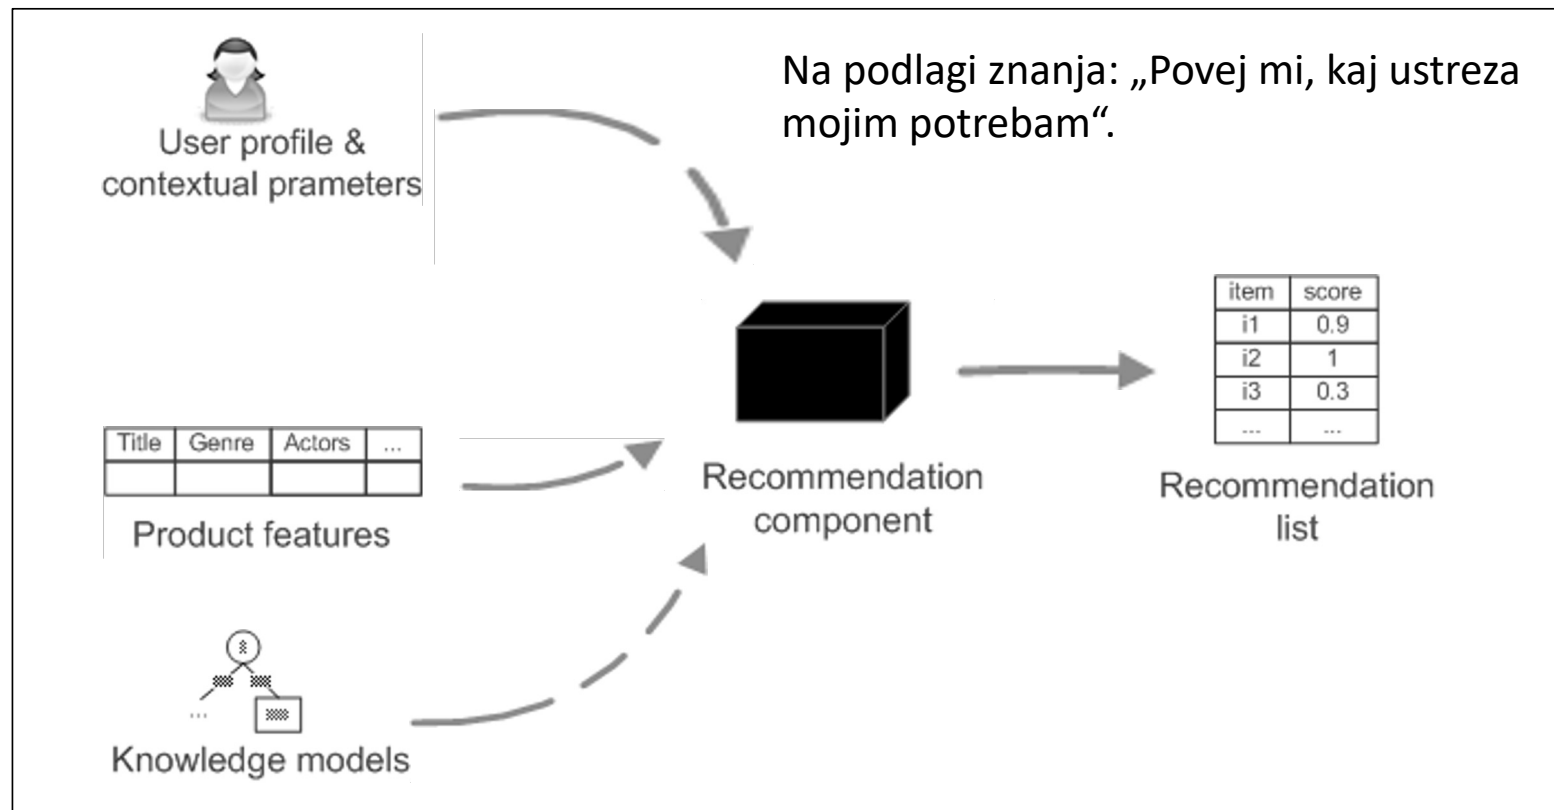 Na podlagi znanja: „Povej mi, kaj ustreza
mojim potrebam“.
User profile &
contextual prameters
item score
i1 0.9
i2 1
i3 0.3
... ...
Title Genre Actors ...
Recommendation
component
Recommendation
list
Product features
...
Knowledge models